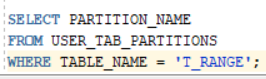 SELECT PARTITION_NAME
FROM USER_TAB_PARTITIONS
WHERE TABLE_NAME = 'T_RANGE';